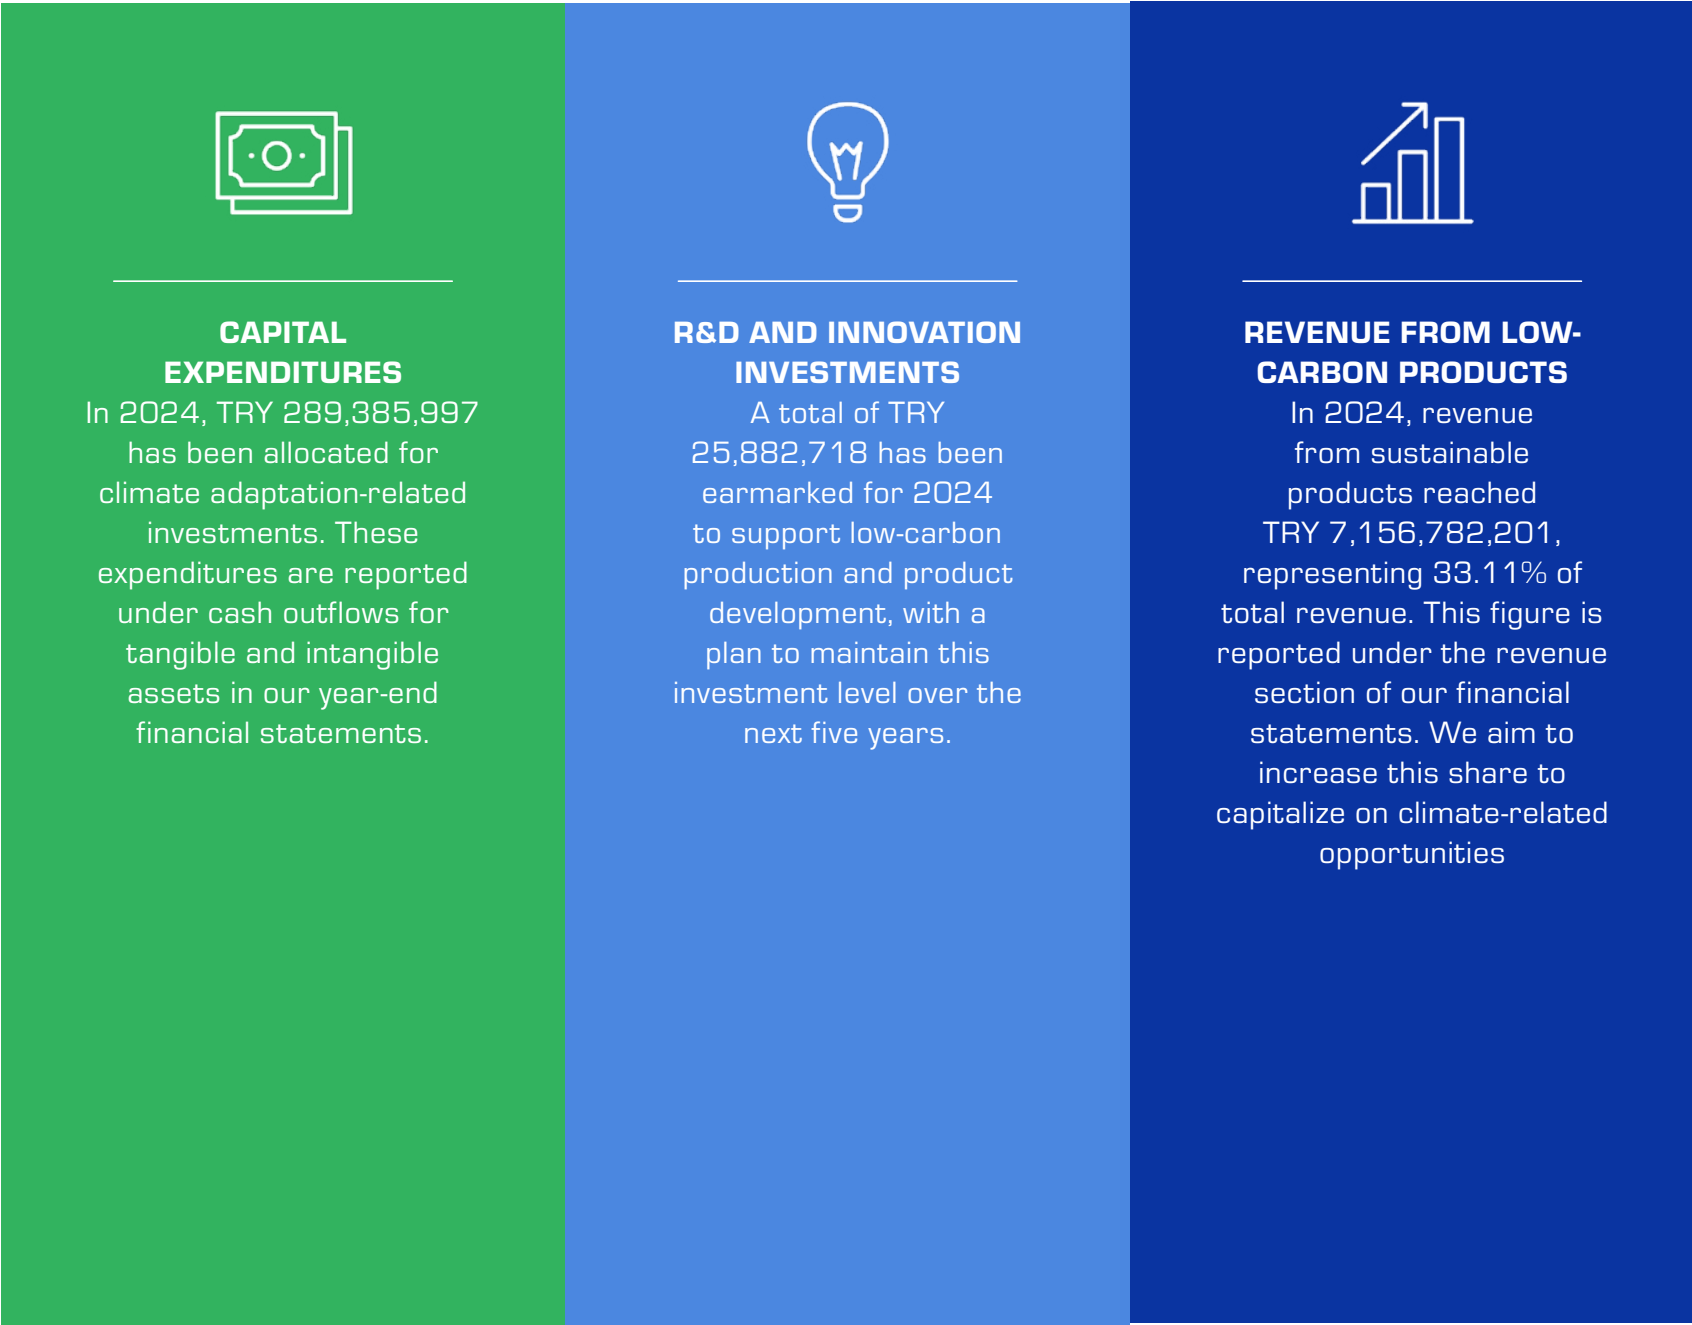 CAPITAL
EXPENDITURES
In 2024, TRY 289,385,997
has been allocated for
climate adaptation-related
investments. These
expenditures are reported
under cash outflows for
tangible and intangible
assets in our year-end
financial statements.
R&D AND INNOVATION
INVESTMENTS
A total of TRY
25,882,718 has been
earmarked for 2024
to support low-carbon
production and product
development, with a
plan to maintain this
investment level over the
next five years.
REVENUE FROM LOW-
CARBON PRODUCTS
In 2024, revenue
from sustainable
products reached
TRY 7,156,782,201,
representing 33.11% of
total revenue. This figure is
reported under the revenue
section of our financial
statements. We aim to
increase this share to
capitalize on climate-related
opportunities